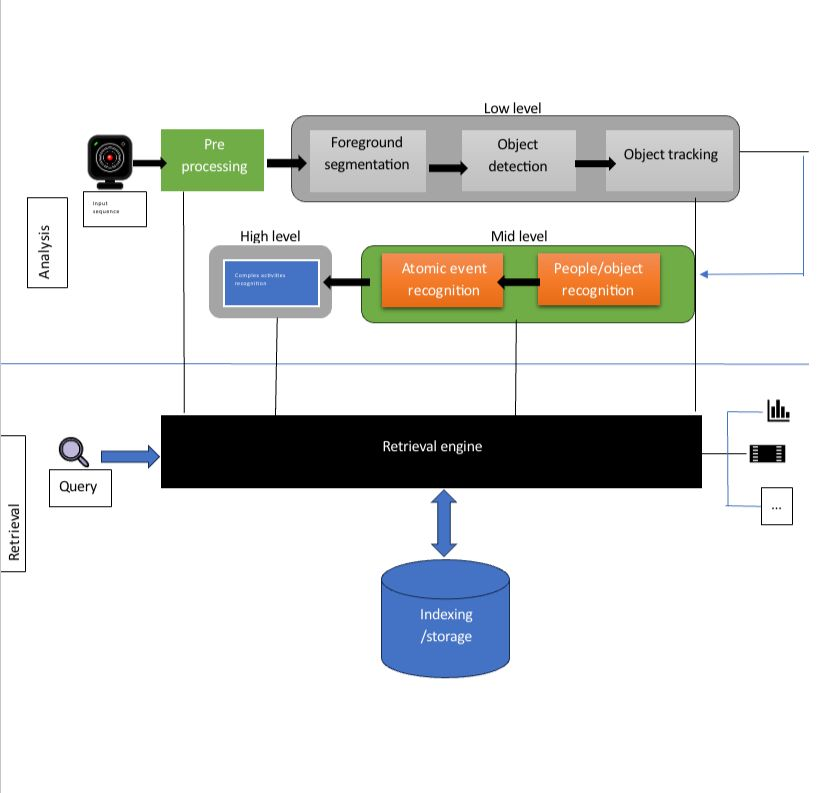 Low level
Pre
processing
Foreground
segmentation
Object
detection
Object tracking
Input
sequence
Analysis
High level
Mid level
Complex activities
recognition
Atomic event
recognition
People/object
recognition
Retrieval engine
Query
Retrieval
...
Indexing
/storage